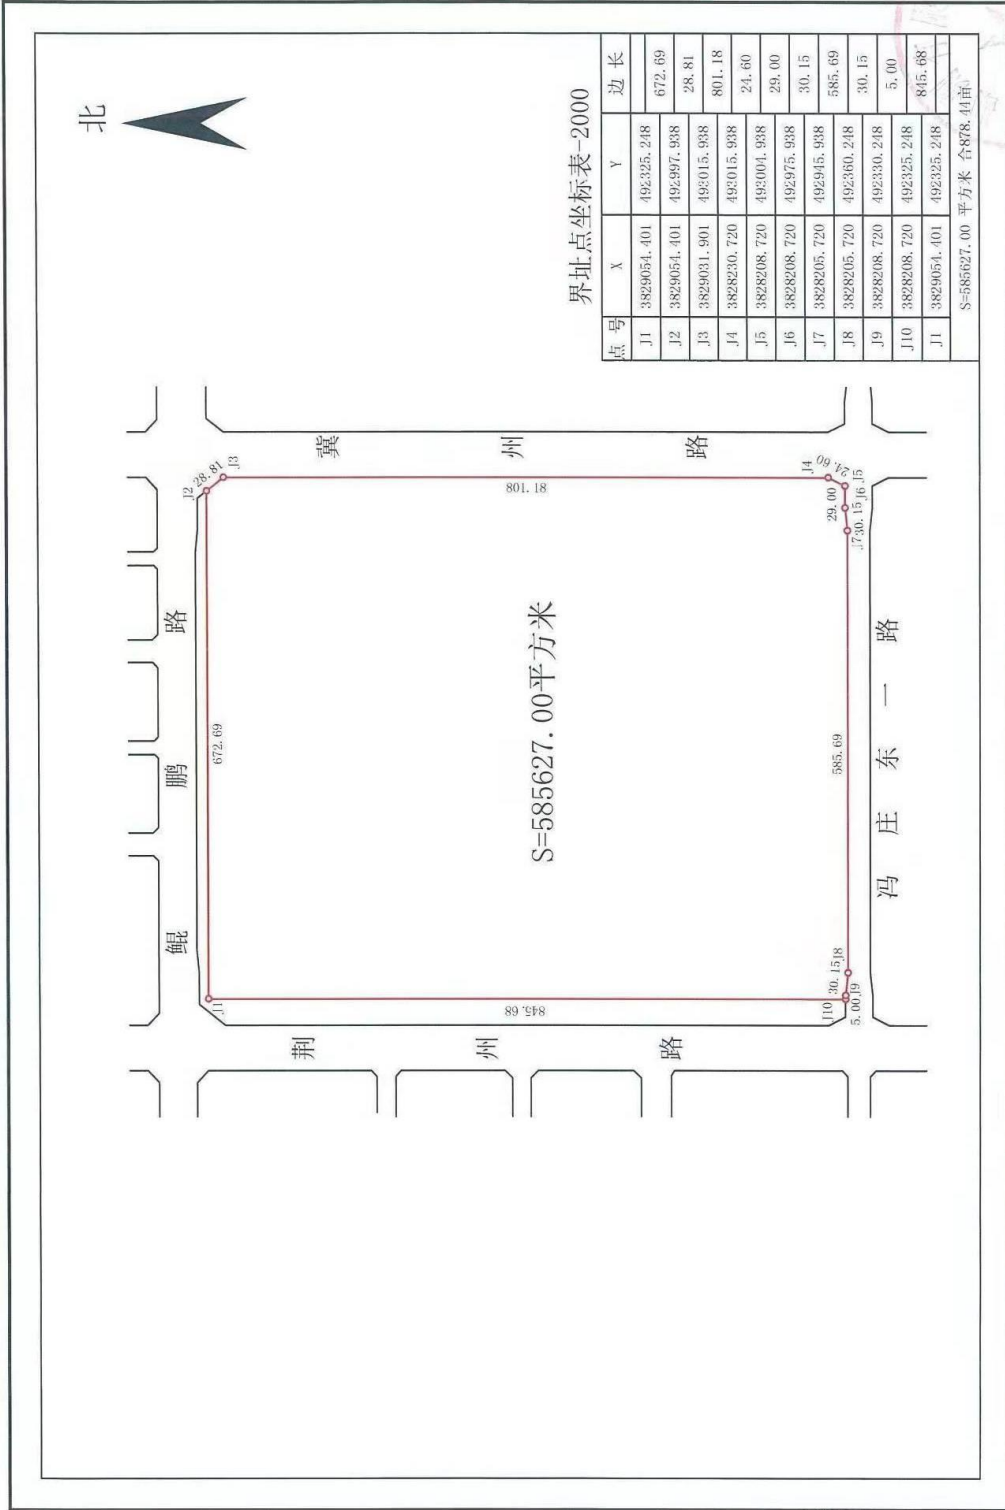 北
界址点坐标表-2000
点 号 X Y 边 长
J1 3829054.401 492325.248
672.69
J2 3829054.401 492997.938
28.81
J3 3829031.901 493015.938
801.18
J4 3828230.720 493015.938
24.60
J5 3828208.720 493004.938
29.00
J6 3828208.720 492975.938
30.15
J7 3828205.720 492945.938
585.69
J8 3828205.720 492360.248
30.15
J9 3828208.720 492330.248
5.00
J10 3828208.720 492325.248
845.68
J1 3829054.401 492325.248
S=585627.00 平方米 合878.44亩
鲲 鹏 路
冀 州 路
荆 州 路
冯 庄 东 一 路
S=585627.00平方米
J1
672.69
J2
28.81
J3
801.18
J4
24.60
J5
29.00
J6
30.15
J7
585.69
J8
30.15
J9
5.00
J10
845.68